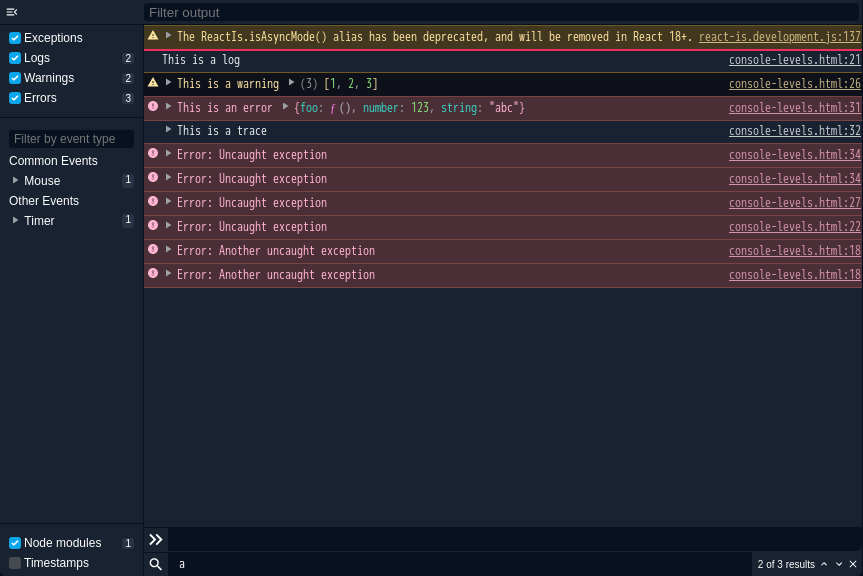 Filter output
Exceptions
Logs 2
Warnings 2
Errors 3
Filter by event type
Common Events
Mouse 1
Other Events
Timer 1
Node modules 1
Timestamps
The ReactIs.isAsyncMode() alias has been deprecated, and will be removed in React 18+. react-is.development.js:137
This is a log console-levels.html:21
This is a warning (3) [1, 2, 3] console-levels.html:26
This is an error {foo: ƒ (), number: 123, string: "abc"} console-levels.html:31
This is a trace console-levels.html:32
Error: Uncaught exception console-levels.html:34
Error: Uncaught exception console-levels.html:34
Error: Uncaught exception console-levels.html:27
Error: Uncaught exception console-levels.html:22
Error: Another uncaught exception console-levels.html:18
Error: Another uncaught exception console-levels.html:18
a 2 of 3 results